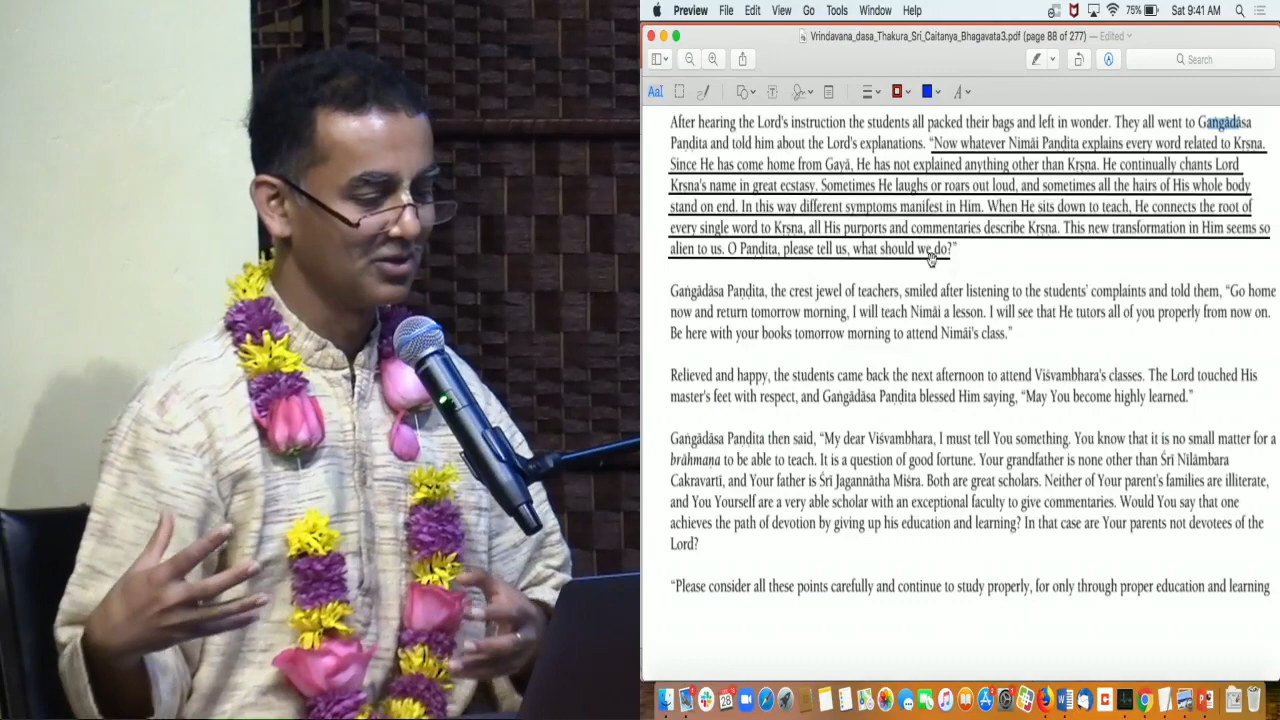 Preview File Edit View Go Tools Window Help 75% Sat 9:41 AM
Vrindavana_dasa_Thakura_Sri_Caitanya_Bhagavata3.pdf (page 88 of 277) — Edited
Search
After hearing the Lord's instruction the students all packed their bags and left in wonder. They all went to Gaṅgādāsa
Paṇḍita and told him about the Lord's explanations. “Now whatever Nimāi Paṇḍita explains every word related to Kṛṣṇa.
Since He has come home from Gayā, He has not explained anything other than Kṛṣṇa. He continually chants Lord
Kṛṣṇa's name in great ecstasy. Sometimes He laughs or roars out loud, and sometimes all the hairs of His whole body
stand on end. In this way different symptoms manifest in Him. When He sits down to teach, He connects the root of
every single word to Kṛṣṇa, all His purports and commentaries describe Kṛṣṇa. This new transformation in Him seems so
alien to us. O Paṇḍita, please tell us, what should we do?”
Gaṅgādāsa Paṇḍita, the crest jewel of teachers, smiled after listening to the students' complaints and told them, “Go home
now and return tomorrow morning, I will teach Nimāi a lesson. I will see that He tutors all of you properly from now on.
Be here with your books tomorrow morning to attend Nimāi's class.”
Relieved and happy, the students came back the next afternoon to attend Viśvambhara's classes. The Lord touched His
master's feet with respect, and Gaṅgādāsa Paṇḍita blessed Him saying, “May You become highly learned.”
Gaṅgādāsa Paṇḍita then said, “My dear Viśvambhara, I must tell You something. You know that it is no small matter for a
brāhmaṇa to be able to teach. It is a question of good fortune. Your grandfather is none other than Śrī Nīlāmbara
Cakravartī, and Your father is Śrī Jagannātha Miśra. Both are great scholars. Neither of Your parent's families are illiterate,
and You Yourself are a very able scholar with an exceptional faculty to give commentaries. Would You say that one
achieves the path of devotion by giving up his education and learning? In that case are Your parents not devotees of the
Lord?
“Please consider all these points carefully and continue to study properly, for only through proper education and learning